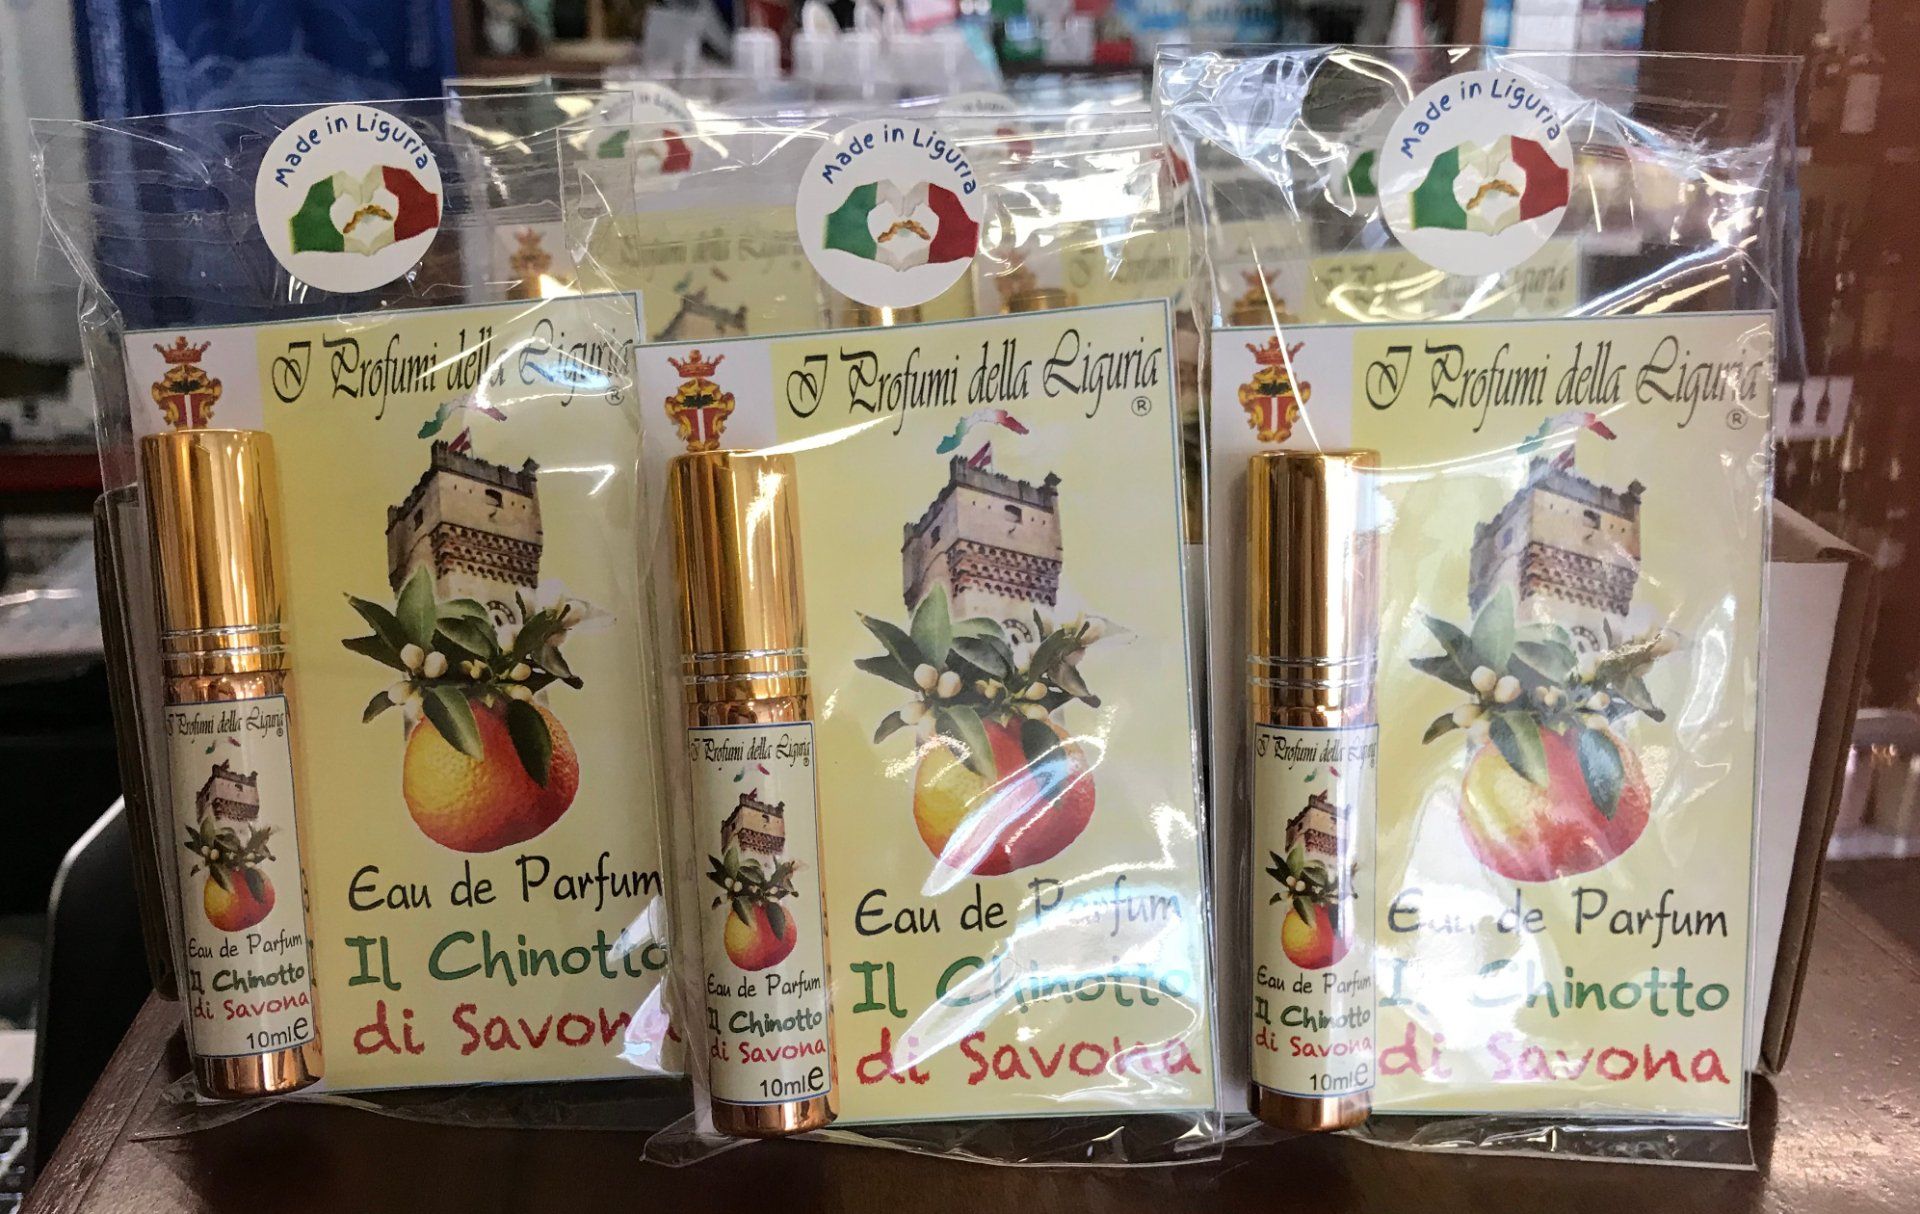 Made in Liguria
I Profumi della Liguria
®
Eau de Parfum
Il Chinotto
di Savona
I Profumi della Liguria
®
Eau de Parfum
Il Chinotto
di Savona
10ml.e
Made in Liguria
I Profumi della Liguria
®
Eau de Parfum
Il Chinotto
di Savona
I Profumi della Liguria
®
Eau de Parfum
Il Chinotto
di Savona
10ml.e
Made in Liguria
I Profumi della Liguria
®
Eau de Parfum
Il Chinotto
di Savona
I Profumi della Liguria
®
Eau de Parfum
Il Chinotto
di Savona
10ml.e
Profumi della
I Profumi